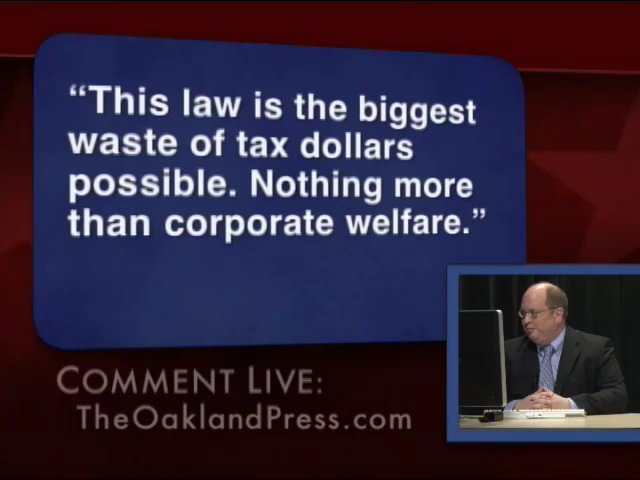 “This law is the biggest
waste of tax dollars
possible. Nothing more
than corporate welfare.”
COMMENT LIVE:
TheOaklandPress.com